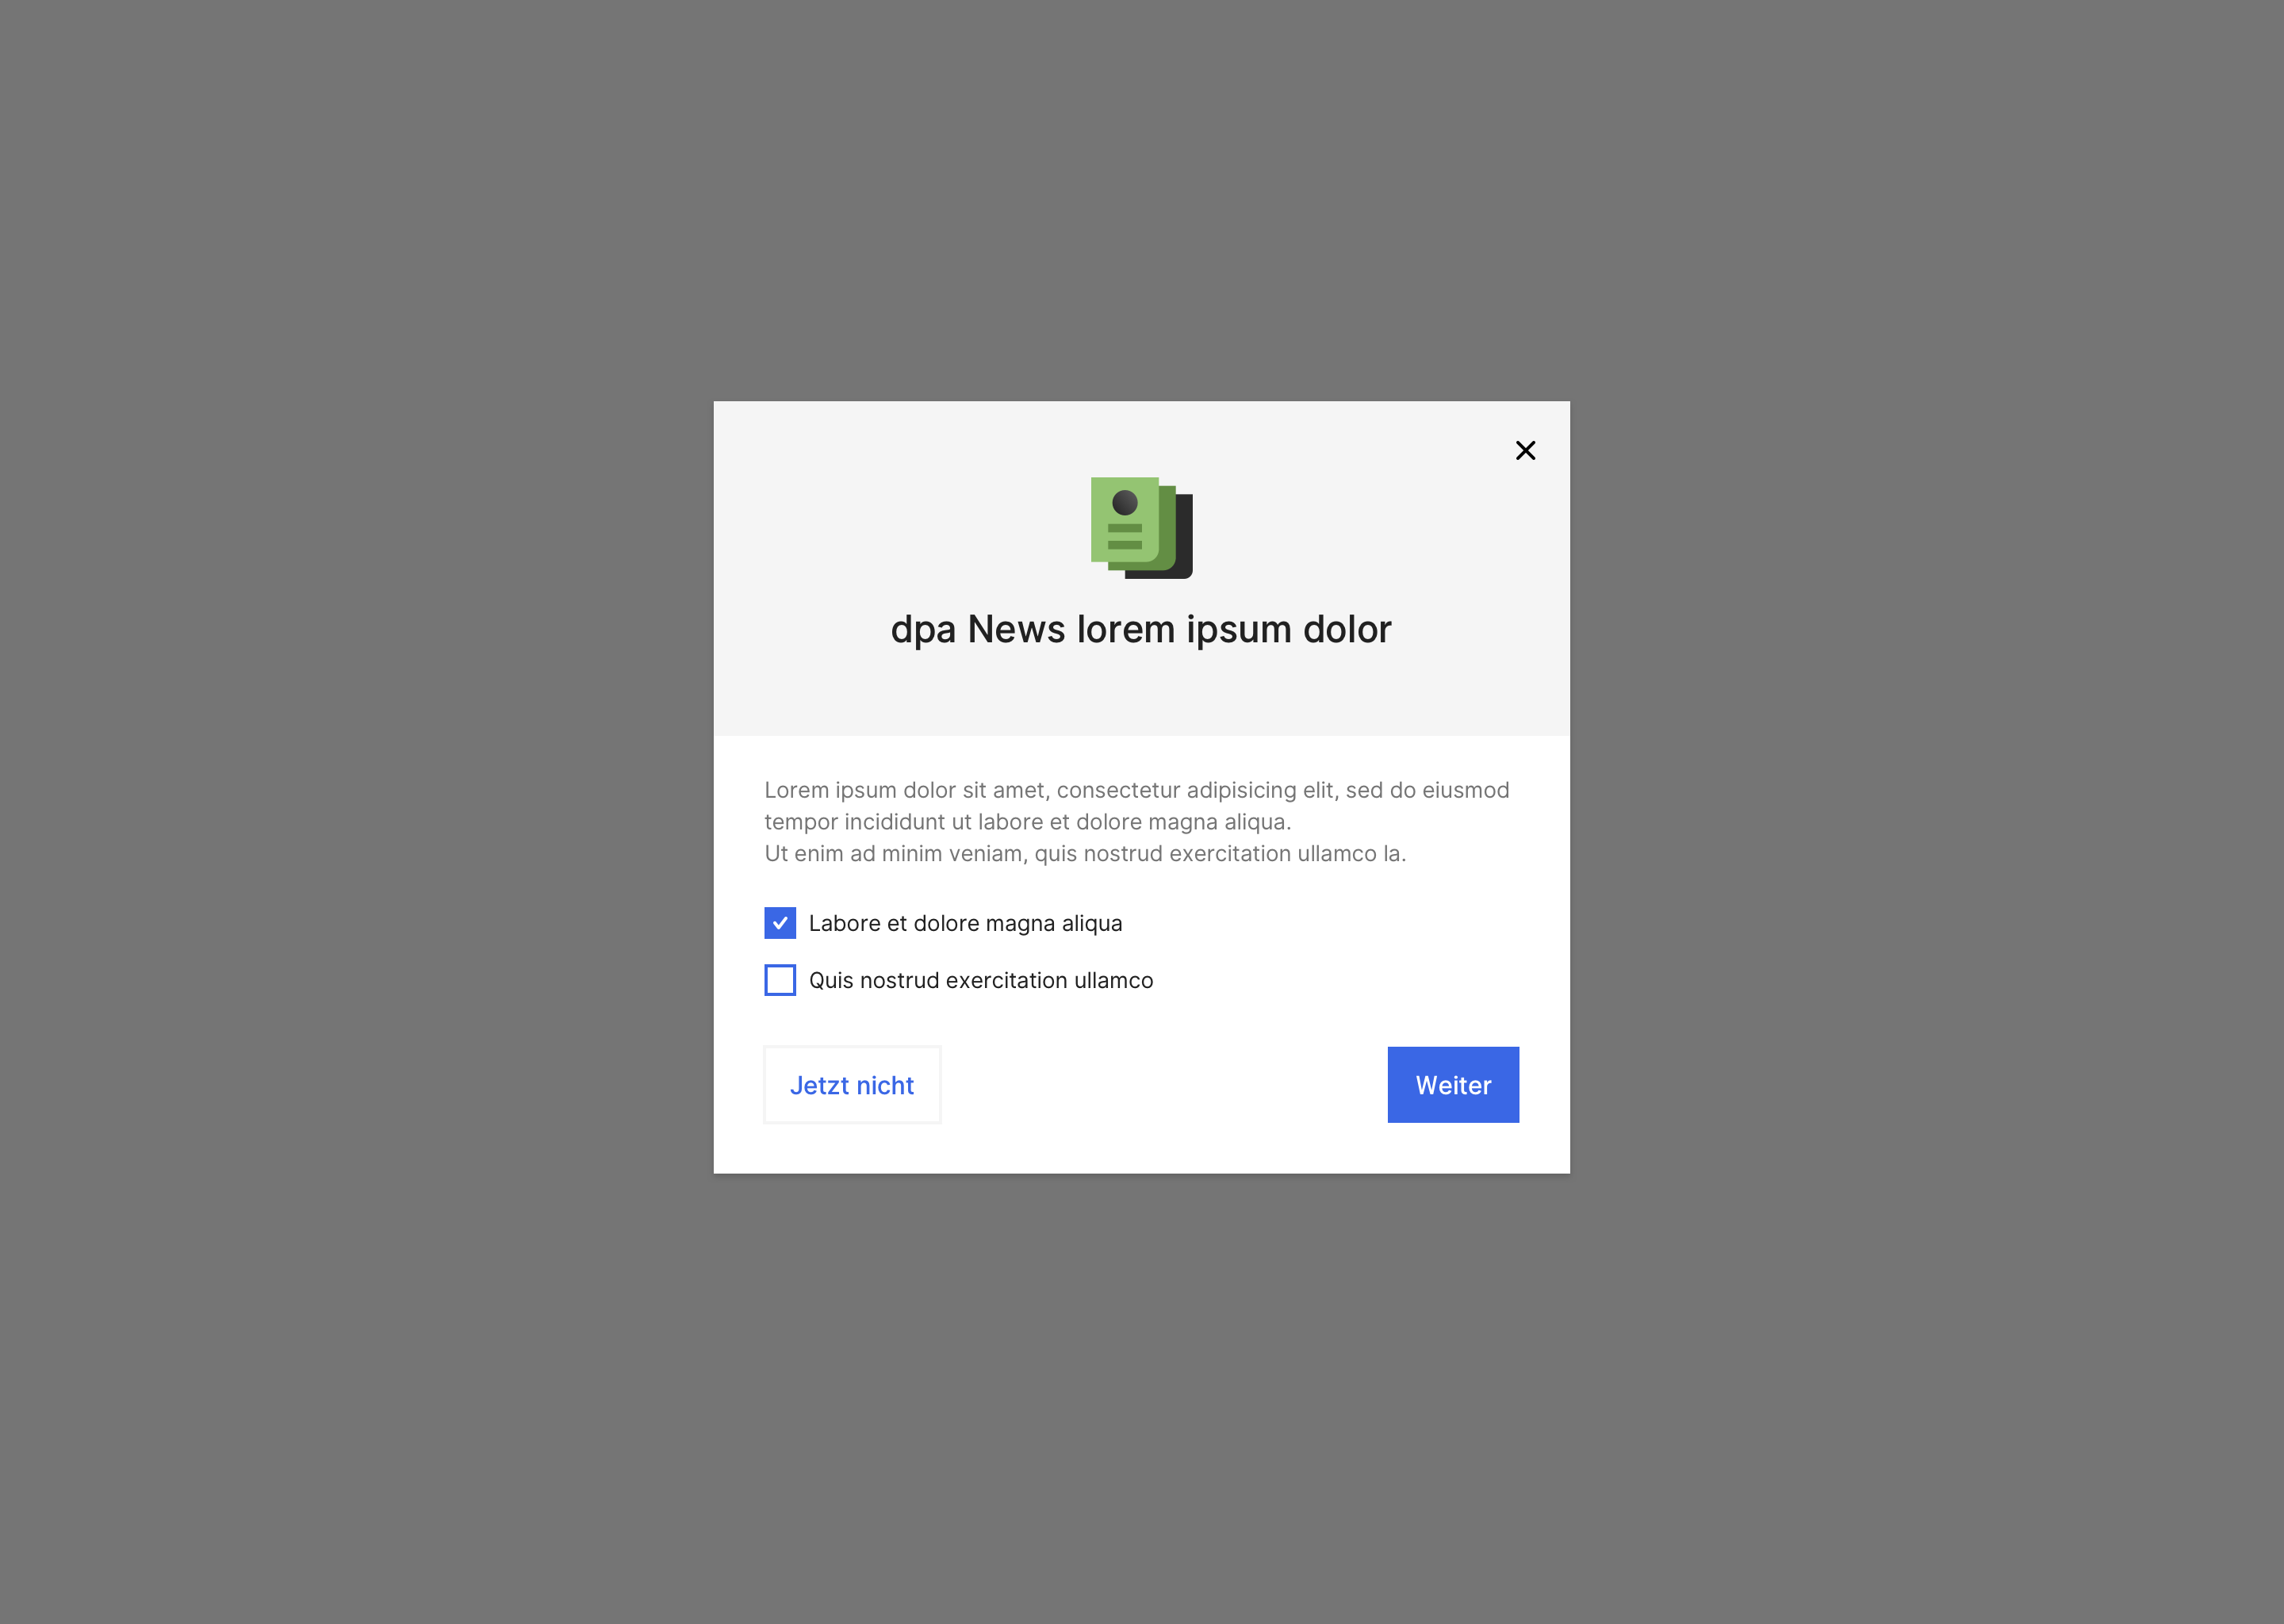 dpa News lorem ipsum dolor
Lorem ipsum dolor sit amet, consectetur adipisicing elit, sed do eiusmod
tempor incididunt ut labore et dolore magna aliqua.
Ut enim ad minim veniam, quis nostrud exercitation ullamco la.
Labore et dolore magna aliqua
Quis nostrud exercitation ullamco
Jetzt nicht
Weiter